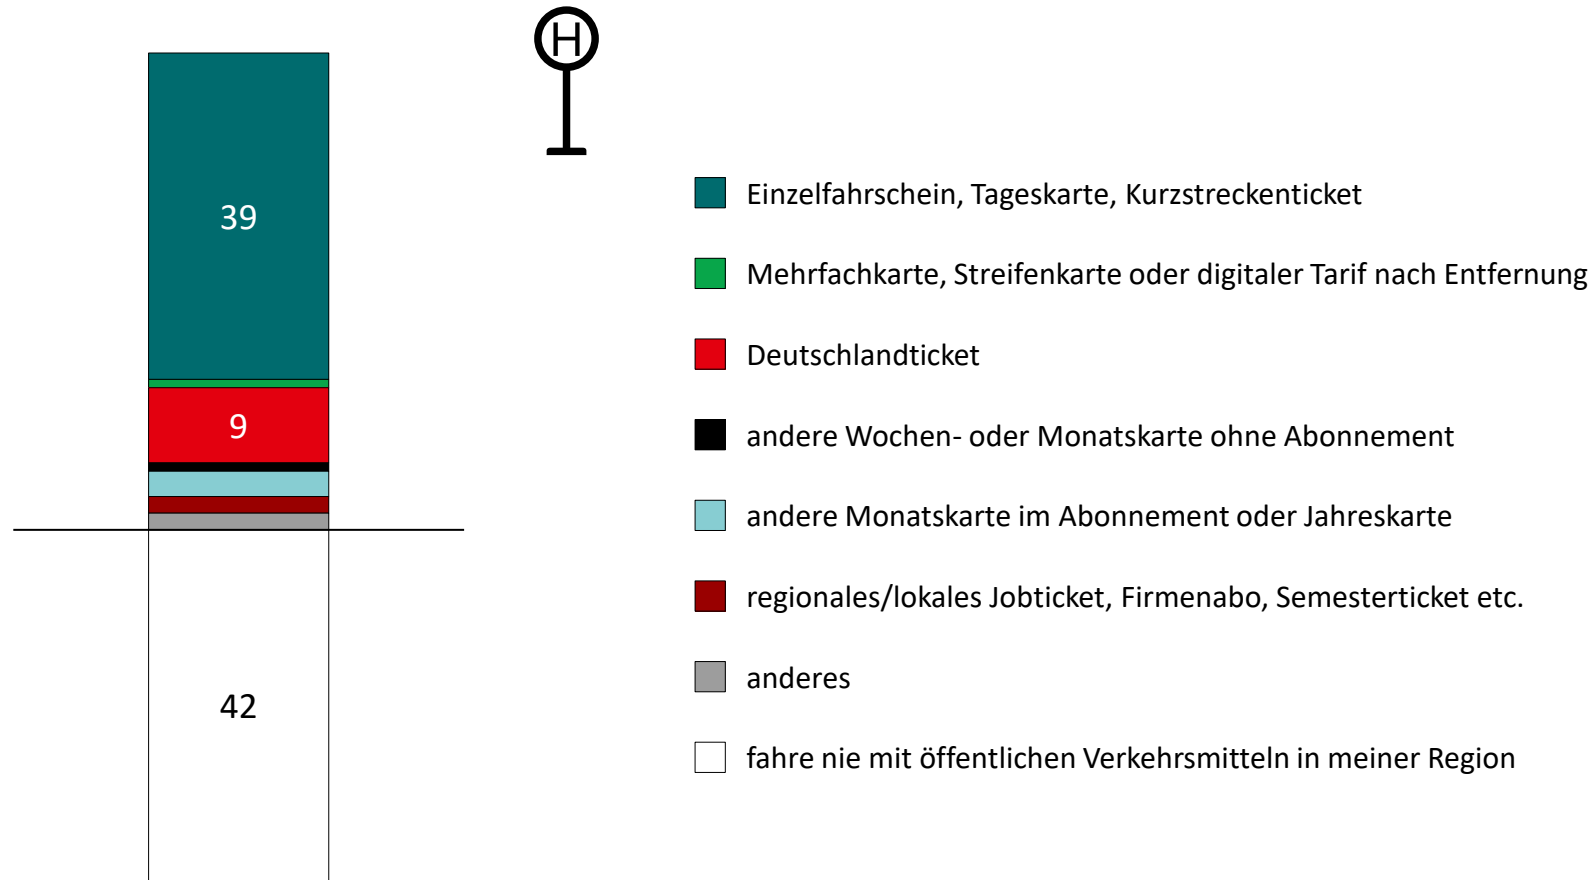 H
39
9
42
Einzelfahrschein, Tageskarte, Kurzstreckenticket
Mehrfachkarte, Streifenkarte oder digitaler Tarif nach Entfernung
Deutschlandticket
andere Wochen- oder Monatskarte ohne Abonnement
andere Monatskarte im Abonnement oder Jahreskarte
regionales/lokales Jobticket, Firmenabo, Semesterticket etc.
anderes
fahre nie mit öffentlichen Verkehrsmitteln in meiner Region